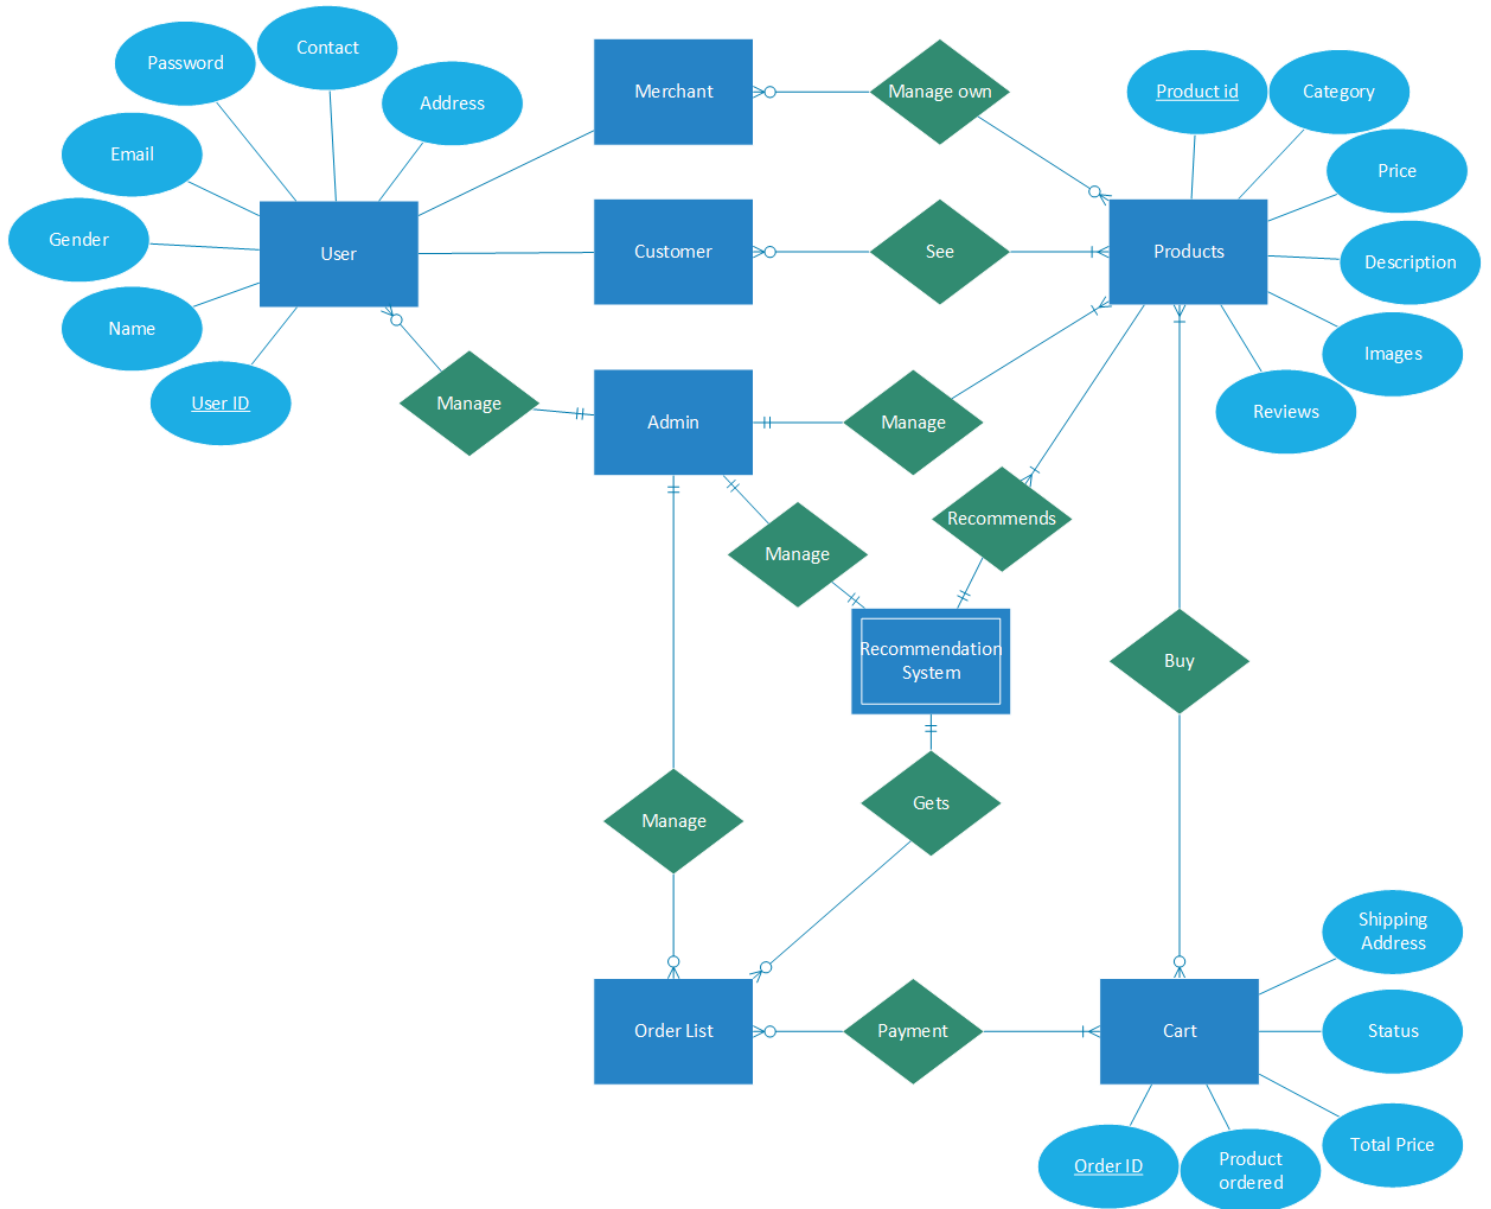 Contact
Password
Address
Merchant
Manage own
Product id
Category
Email
Price
Gender
User
Customer
See
Products
Description
Name
Images
User ID
Manage
Admin
Manage
Reviews
Manage
Recommends
Recommendation
System
Buy
Manage
Gets
Shipping
Address
Order List
Payment
Cart
Status
Total Price
Order ID
Product
ordered